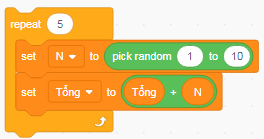 repeat 5
set N to pick random 1 to 10
set Tổng to Tổng + N